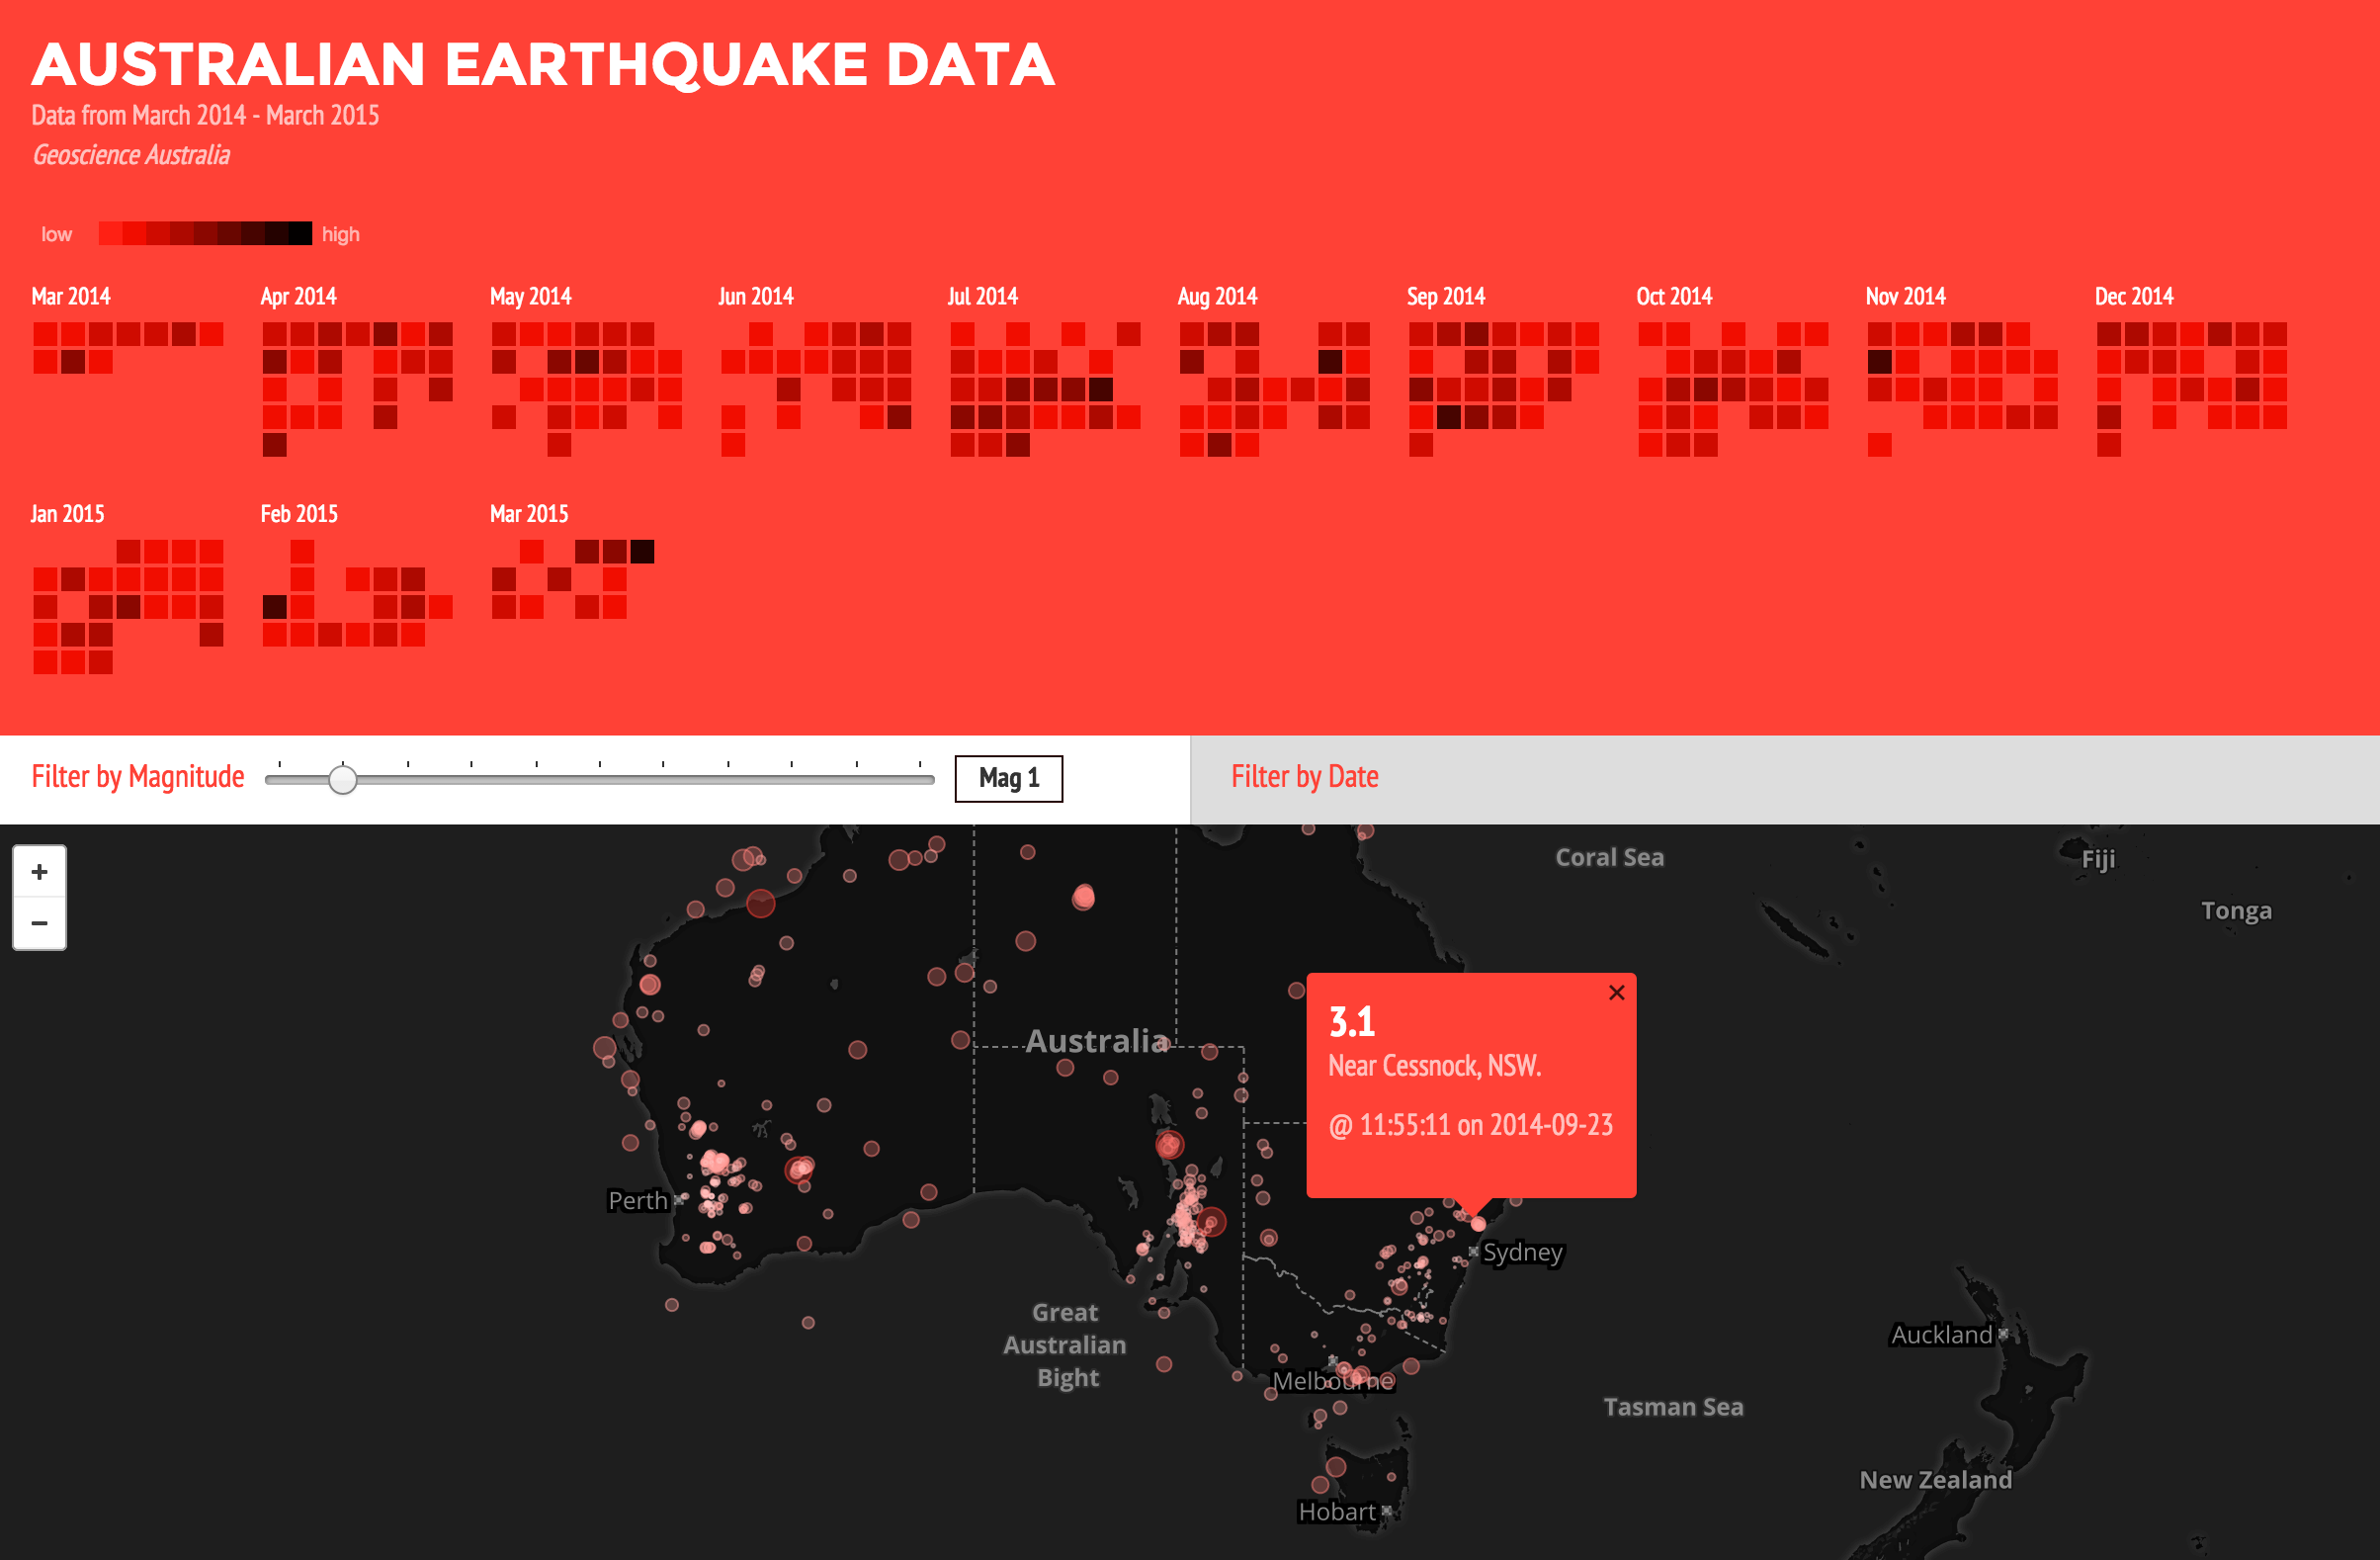 AUSTRALIAN EARTHQUAKE DATA
Data from March 2014 - March 2015
Geoscience Australia
low
high
Mar 2014
Apr 2014
May 2014
Jun 2014
Jul 2014
Aug 2014
Sep 2014
Oct 2014
Nov 2014
Dec 2014
Jan 2015
Feb 2015
Mar 2015
Filter by Magnitude
Mag 1
Filter by Date
+
−
Coral Sea
Fiji
Tonga
Australia
×
3.1
Near Cessnock, NSW.
@ 11:55:11 on 2014-09-23
Perth
Sydney
Great
Australian
Bight
Melbourne
Auckland
Tasman Sea
New Zealand
Hobart